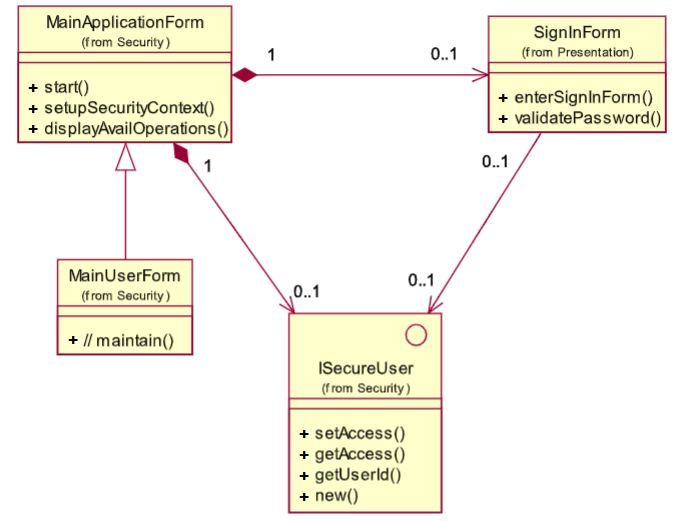 MainApplicationForm
(from Security)
+ start()
+ setupSecurityContext()
+ displayAvailOperations()
1
0..1
SignInForm
(from Presentation)
+ enterSignInForm()
+ validatePassword()
1
0..1
MainUserForm
(from Security)
+ // maintain()
0..1
0..1
ISecureUser
(from Security)
+ setAccess()
+ getAccess()
+ getUserId()
+ new()